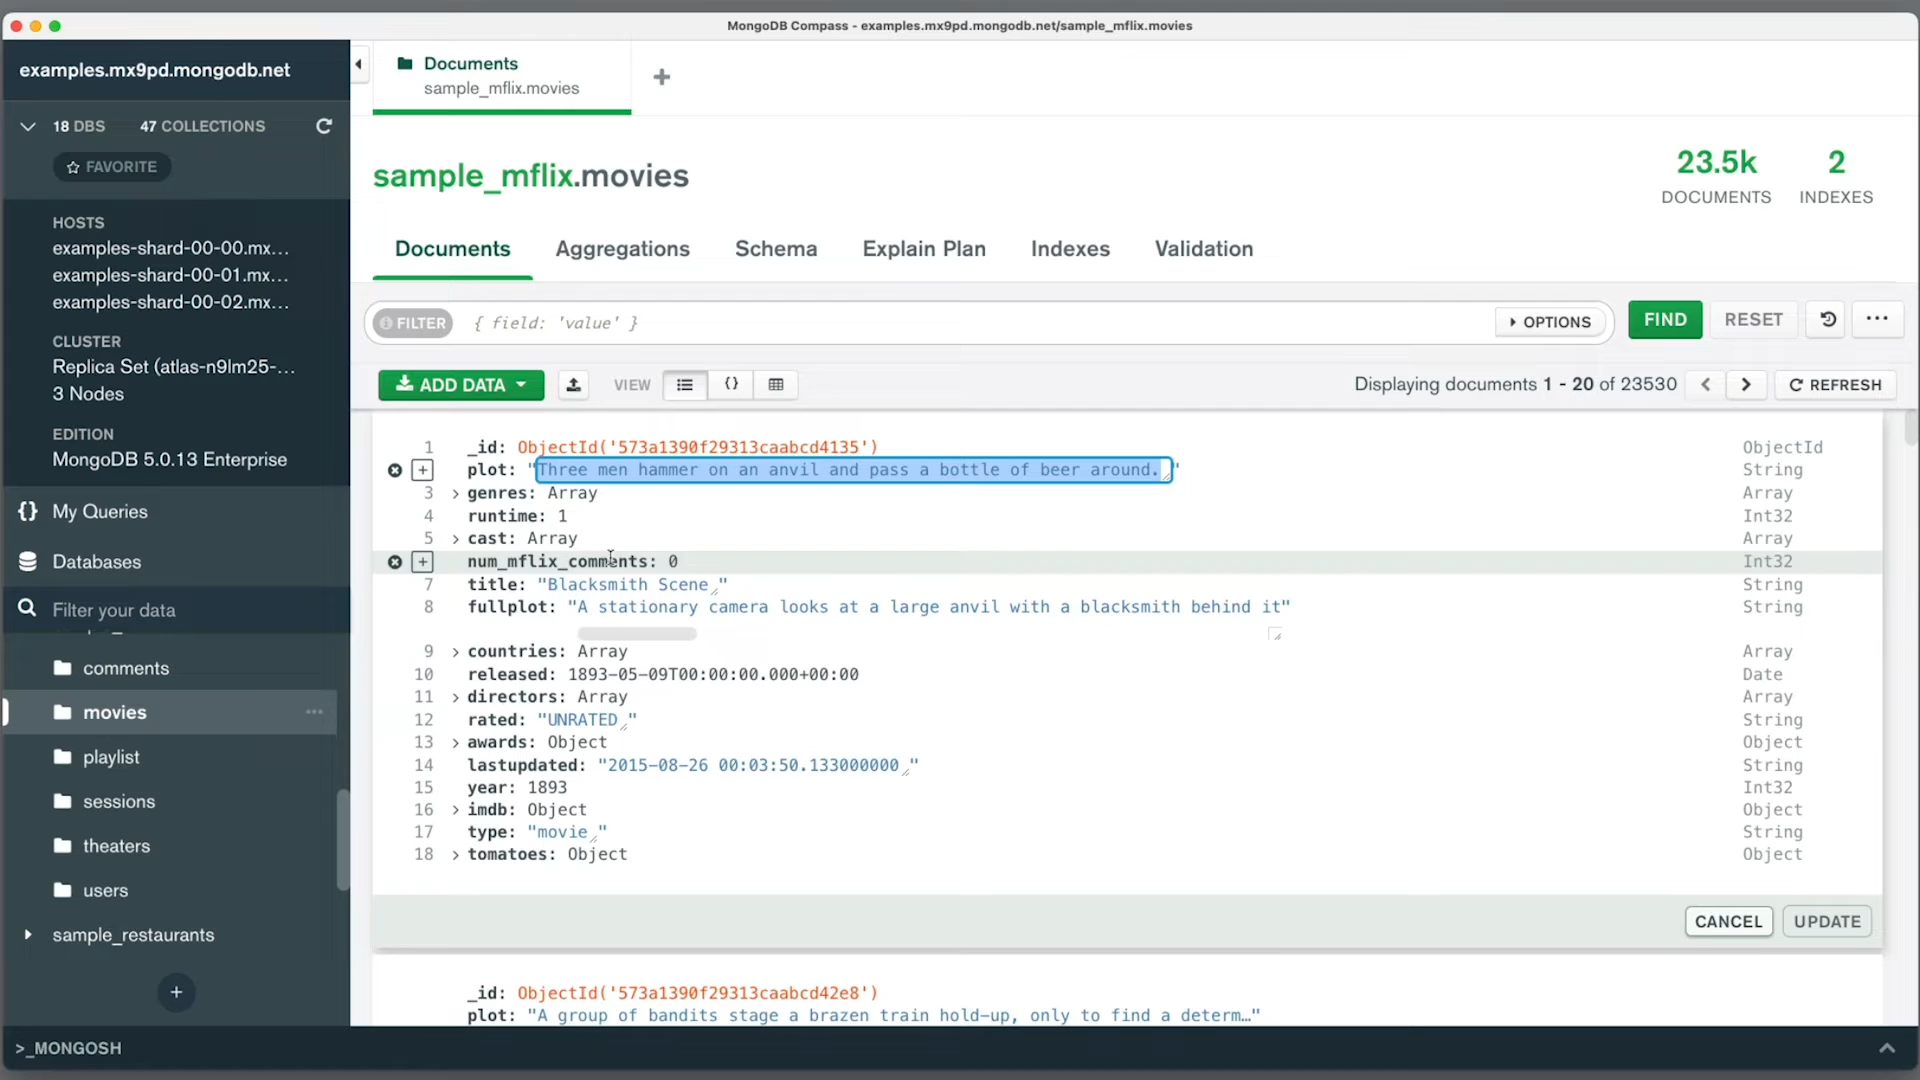 MongoDB Compass - examples.mx9pd.mongodb.net/sample_mflix.movies
examples.mx9pd.mongodb.net
Documents
sample_mflix.movies
18 DBS 47 COLLECTIONS
FAVORITE
HOSTS
examples-shard-00-00.mx...
examples-shard-00-01.mx...
examples-shard-00-02.mx...
CLUSTER
Replica Set (atlas-n9lm25-...
3 Nodes
EDITION
MongoDB 5.0.13 Enterprise
{} My Queries
Databases
Filter your data
comments
movies
playlist
sessions
theaters
users
sample_restaurants
+
sample_mflix.movies
23.5k
DOCUMENTS
2
INDEXES
Documents Aggregations Schema Explain Plan Indexes Validation
FILTER { field: 'value' } OPTIONS FIND RESET
ADD DATA VIEW {} Displaying documents 1 - 20 of 23530 < > REFRESH
1 _id: ObjectId('573a1390f29313caabcd4135') ObjectId
plot: "Three men hammer on an anvil and pass a bottle of beer around." String
3 > genres: Array Array
4 runtime: 1 Int32
5 > cast: Array Array
num_mflix_comments: 0 Int32
7 title: "Blacksmith Scene" String
8 fullplot: "A stationary camera looks at a large anvil with a blacksmith behind it" String
9 > countries: Array Array
10 released: 1893-05-09T00:00:00.000+00:00 Date
11 > directors: Array Array
12 rated: "UNRATED" String
13 > awards: Object Object
14 lastupdated: "2015-08-26 00:03:50.133000000" String
15 year: 1893 Int32
16 > imdb: Object Object
17 type: "movie" String
18 > tomatoes: Object Object
CANCEL UPDATE
_id: ObjectId('573a1390f29313caabcd42e8')
plot: "A group of bandits stage a brazen train hold-up, only to find a determ…"
>_MONGOSH